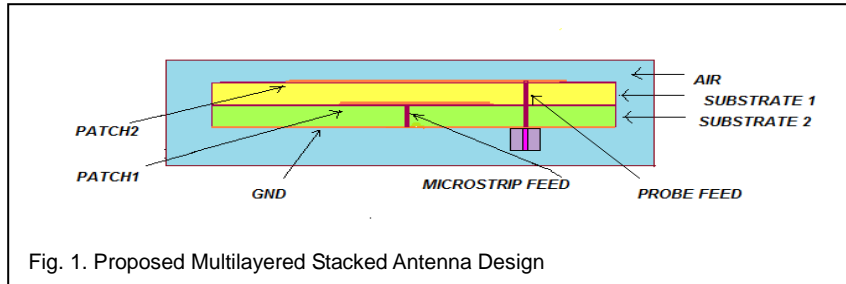 AIR
SUBSTRATE 1
SUBSTRATE 2
PATCH2
MICROSTRIP FEED
PATCH1
GND
PROBE FEED
Fig. 1. Proposed Multilayered Stacked Antenna Design